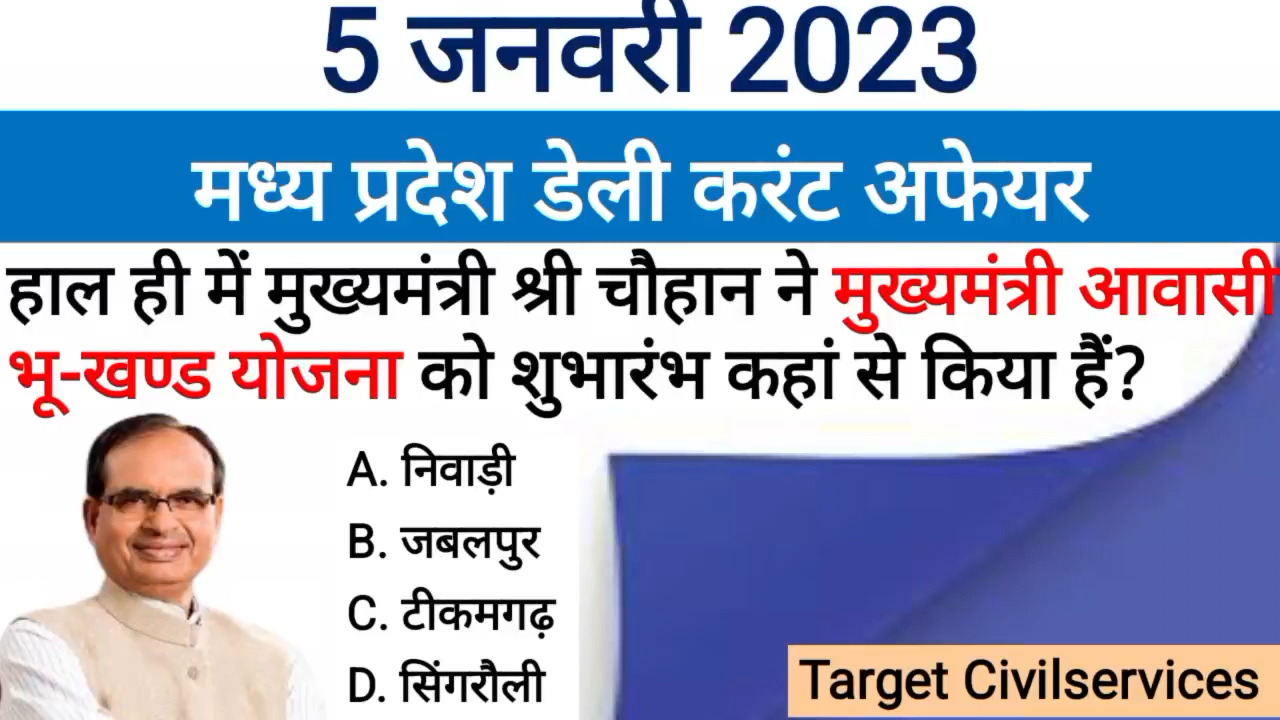 5 जनवरी 2023
मध्य प्रदेश डेली करंट अफेयर
हाल ही में मुख्यमंत्री श्री चौहान ने मुख्यमंत्री आवासी
भू-खण्ड योजना को शुभारंभ कहां से किया हैं?
A. निवाड़ी
B. जबलपुर
C. टीकमगढ़
D. सिंगरौली
Target Civilservices